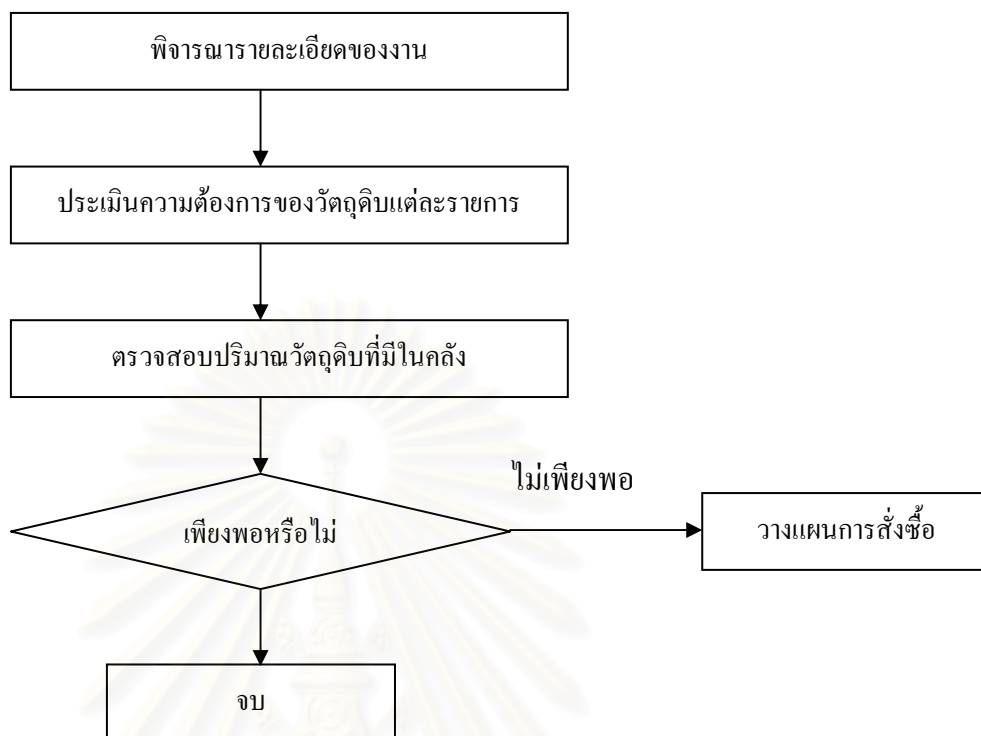 พิจารณารายละเอียดของงาน
ประเมินความต้องการของวัตถุดิบแต่ละรายการ
ตรวจสอบปริมาณวัตถุดิบที่มีในคลัง
ไม่เพียงพอ
เพียงพอหรือไม่
วางแผนการสั่งซื้อ
จบ